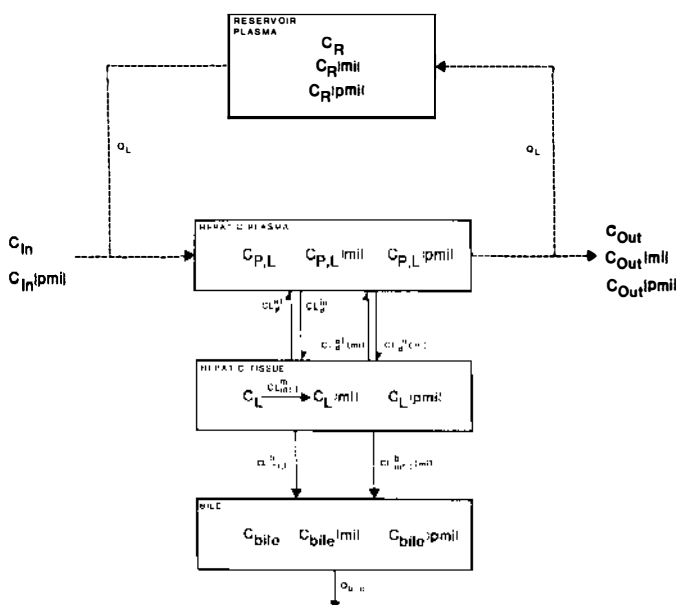 RESERVOIR
PLASMA
C_R
C_R{mi}
C_R{pmi}
Q_L
Q_L
HEPATIC PLASMA
C_In
C_In{pmi}
C_P,L C_P,L{mi} C_P,L{pmi}
C_Out
C_Out{mi}
C_Out{pmi}
HEPATIC TISSUE
C_L C_L{mi} C_L{pmi}
BILE
C_bile C_bile{mi} C_bile{pmi}